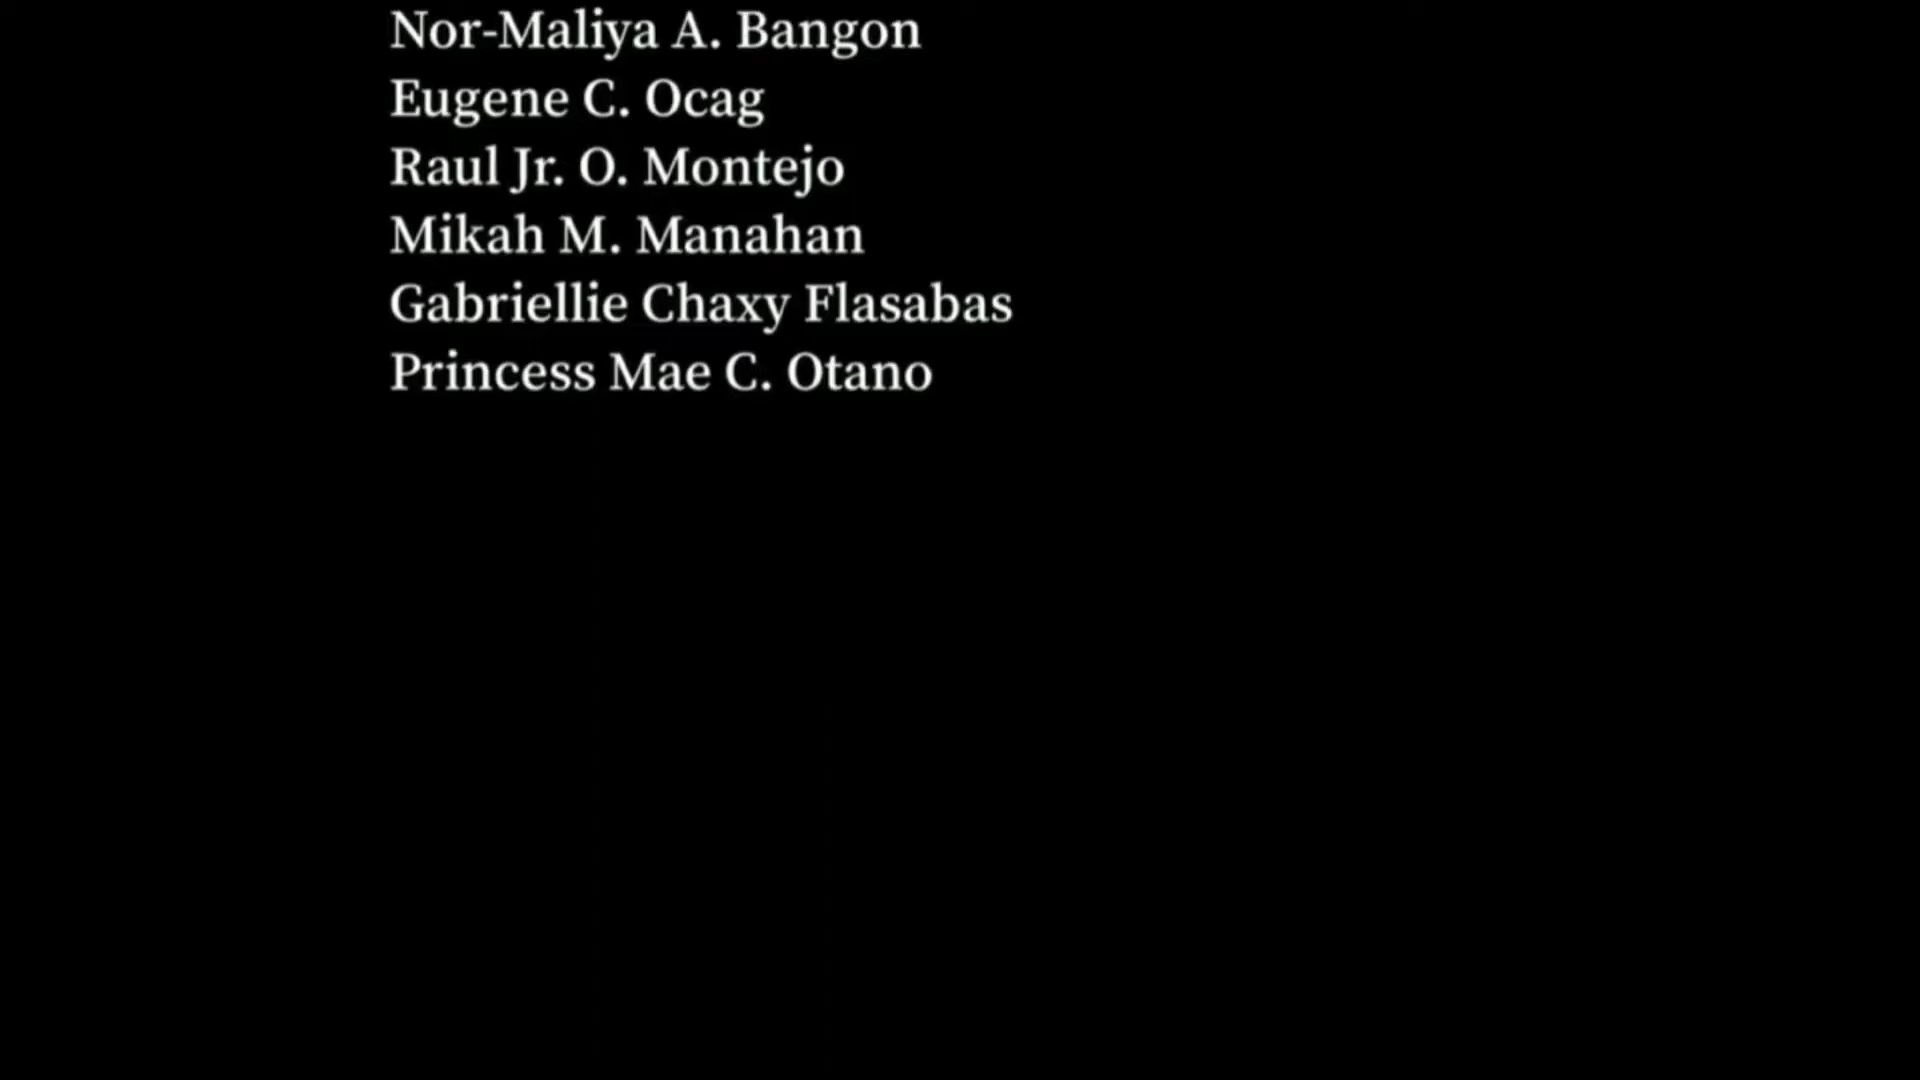 Nor-Maliya A. Bangon
Eugene C. Ocag
Raul Jr. O. Montejo
Mikah M. Manahan
Gabriellie Chaxy Flasabas
Princess Mae C. Otano